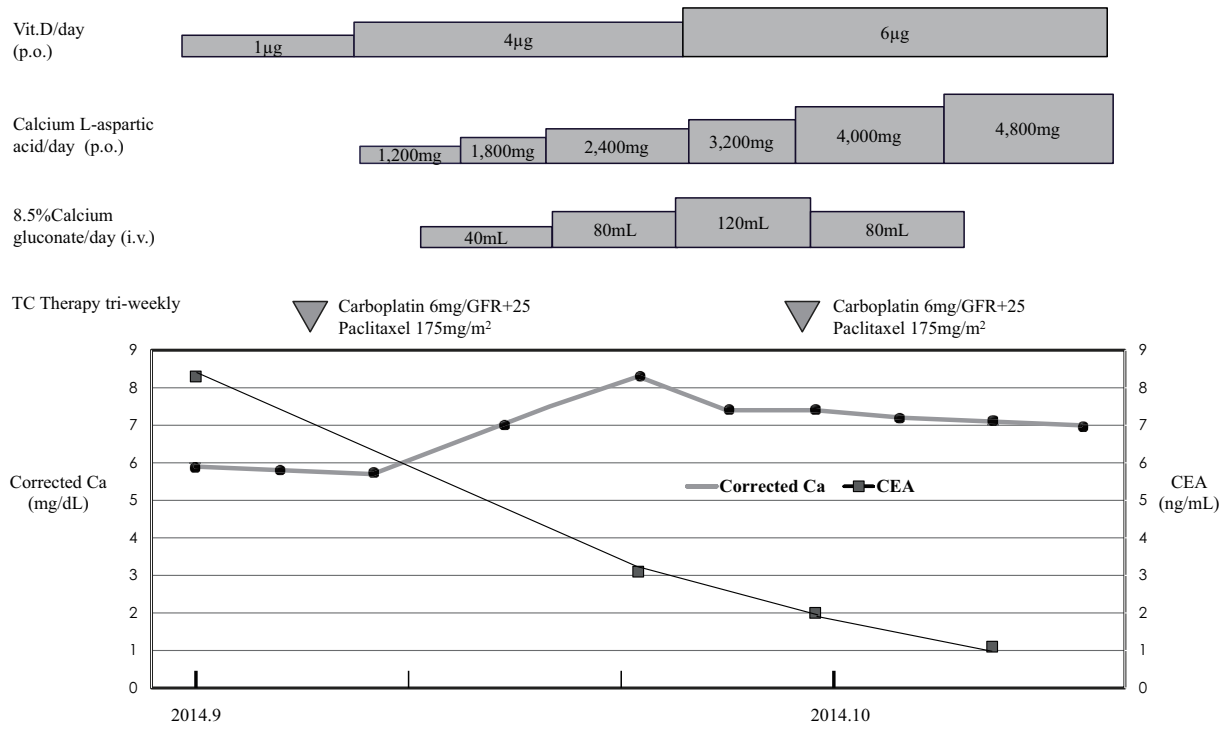 Vit.D/day
(p.o.)
1µg
4µg
6µg
Calcium L-aspartic
acid/day (p.o.)
1,200mg
1,800mg
2,400mg
3,200mg
4,000mg
4,800mg
8.5%Calcium
gluconate/day (i.v.)
40mL
80mL
120mL
80mL
TC Therapy tri-weekly
Carboplatin 6mg/GFR+25
Paclitaxel 175mg/m²
Carboplatin 6mg/GFR+25
Paclitaxel 175mg/m²
9
8
7
6
5
4
3
2
1
0
Corrected Ca
(mg/dL)
Corrected Ca
CEA
9
8
7
6
5
4
3
2
1
0
CEA
(ng/mL)
2014.9
2014.10